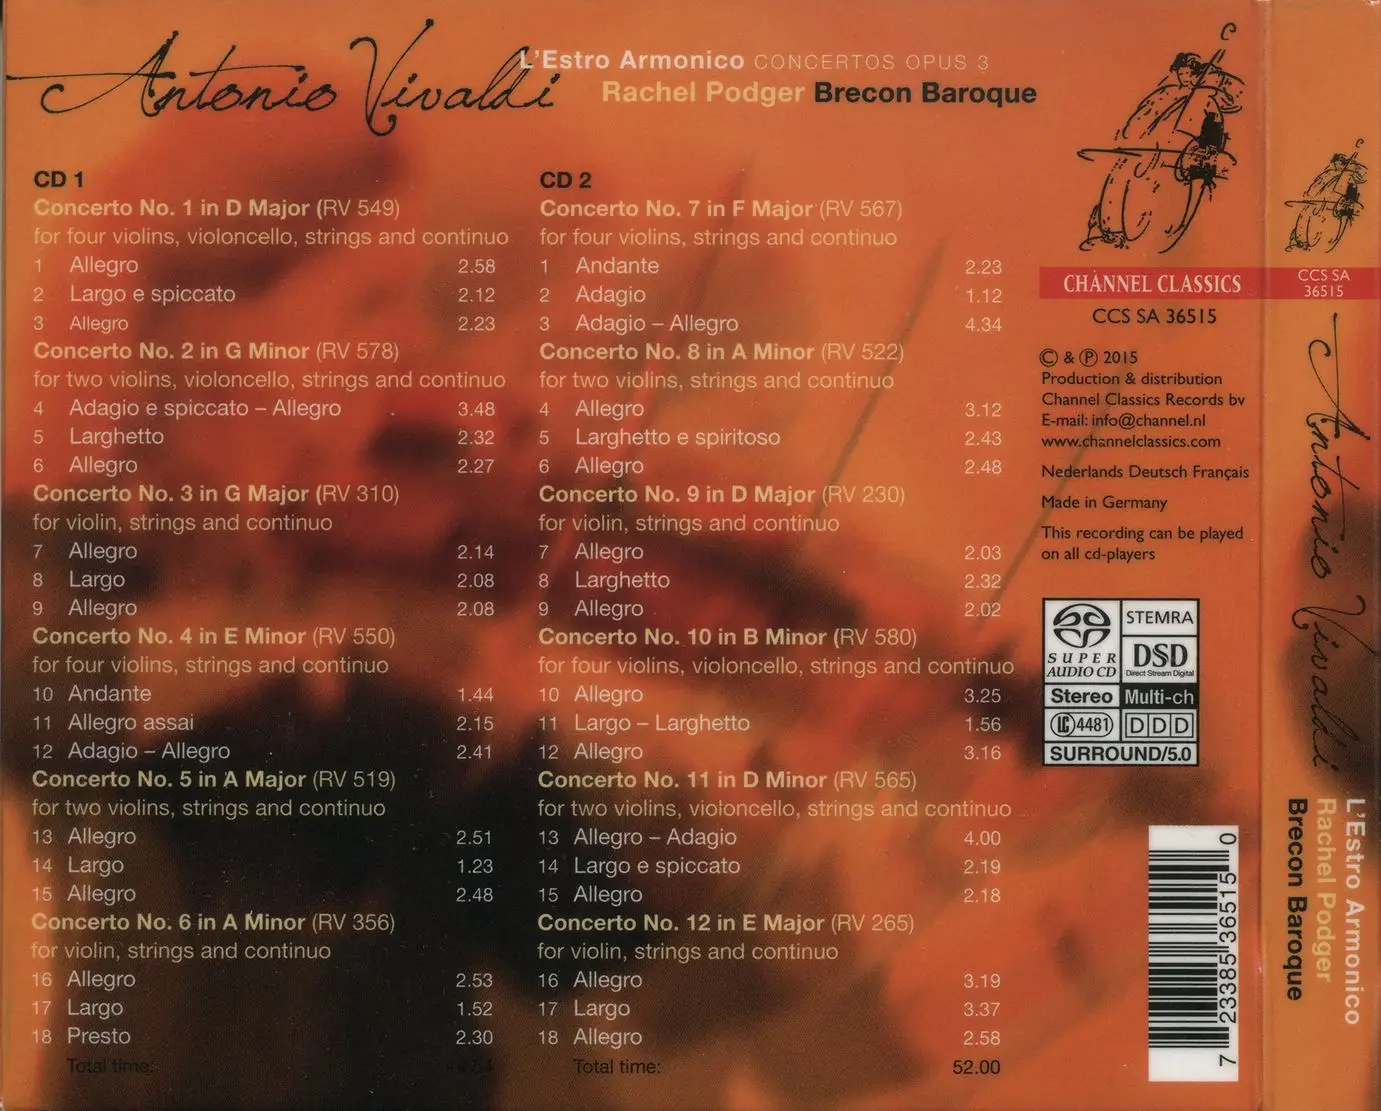 Antonio Vivaldi
L'Estro Armonico CONCERTOS OPUS 3
Rachel Podger Brecon Baroque
CD 1
Concerto No. 1 in D Major (RV 549)
for four violins, violoncello, strings and continuo
1 Allegro 2.58
2 Largo e spiccato 2.12
3 Allegro 2.23
Concerto No. 2 in G Minor (RV 578)
for two violins, violoncello, strings and continuo
4 Adagio e spiccato – Allegro 3.48
5 Larghetto 2.32
6 Allegro 2.27
Concerto No. 3 in G Major (RV 310)
for violin, strings and continuo
7 Allegro 2.14
8 Largo 2.08
9 Allegro 2.08
Concerto No. 4 in E Minor (RV 550)
for four violins, strings and continuo
10 Andante 1.44
11 Allegro assai 2.15
12 Adagio – Allegro 2.41
Concerto No. 5 in A Major (RV 519)
for two violins, strings and continuo
13 Allegro 2.51
14 Largo 1.23
15 Allegro 2.48
Concerto No. 6 in A Minor (RV 356)
for violin, strings and continuo
16 Allegro 2.53
17 Largo 1.52
18 Presto 2.30
Total time:
CD 2
Concerto No. 7 in F Major (RV 567)
for four violins, strings and continuo
1 Andante 2.23
2 Adagio 1.12
3 Adagio – Allegro 4.34
Concerto No. 8 in A Minor (RV 522)
for two violins, strings and continuo
4 Allegro 3.12
5 Larghetto e spiritoso 2.43
6 Allegro 2.48
Concerto No. 9 in D Major (RV 230)
for violin, strings and continuo
7 Allegro 2.03
8 Larghetto 2.32
9 Allegro 2.02
Concerto No. 10 in B Minor (RV 580)
for four violins, violoncello, strings and continuo
10 Allegro 3.25
11 Largo – Larghetto 1.56
12 Allegro 3.16
Concerto No. 11 in D Minor (RV 565)
for two violins, violoncello, strings and continuo
13 Allegro – Adagio 4.00
14 Largo e spiccato 2.19
15 Allegro 2.18
Concerto No. 12 in E Major (RV 265)
for violin, strings and continuo
16 Allegro 3.19
17 Largo 3.37
18 Allegro 2.58
Total time: 52.00
CHANNEL CLASSICS
CCS SA 36515
© & ℗ 2015
Production & distribution
Channel Classics Records bv
E-mail: info@channel.nl
www.channelclassics.com
Nederlands Deutsch Français
Made in Germany
This recording can be played
on all cd-players
SUPER AUDIO CD
STEMRA
DSD
Direct Stream Digital
Stereo Multi-ch
LC 4481 DDD
SURROUND/5.0
7 23385 36515 0
CCS SA
36515
Antonio Vivaldi
L'Estro Armonico
Rachel Podger
Brecon Baroque